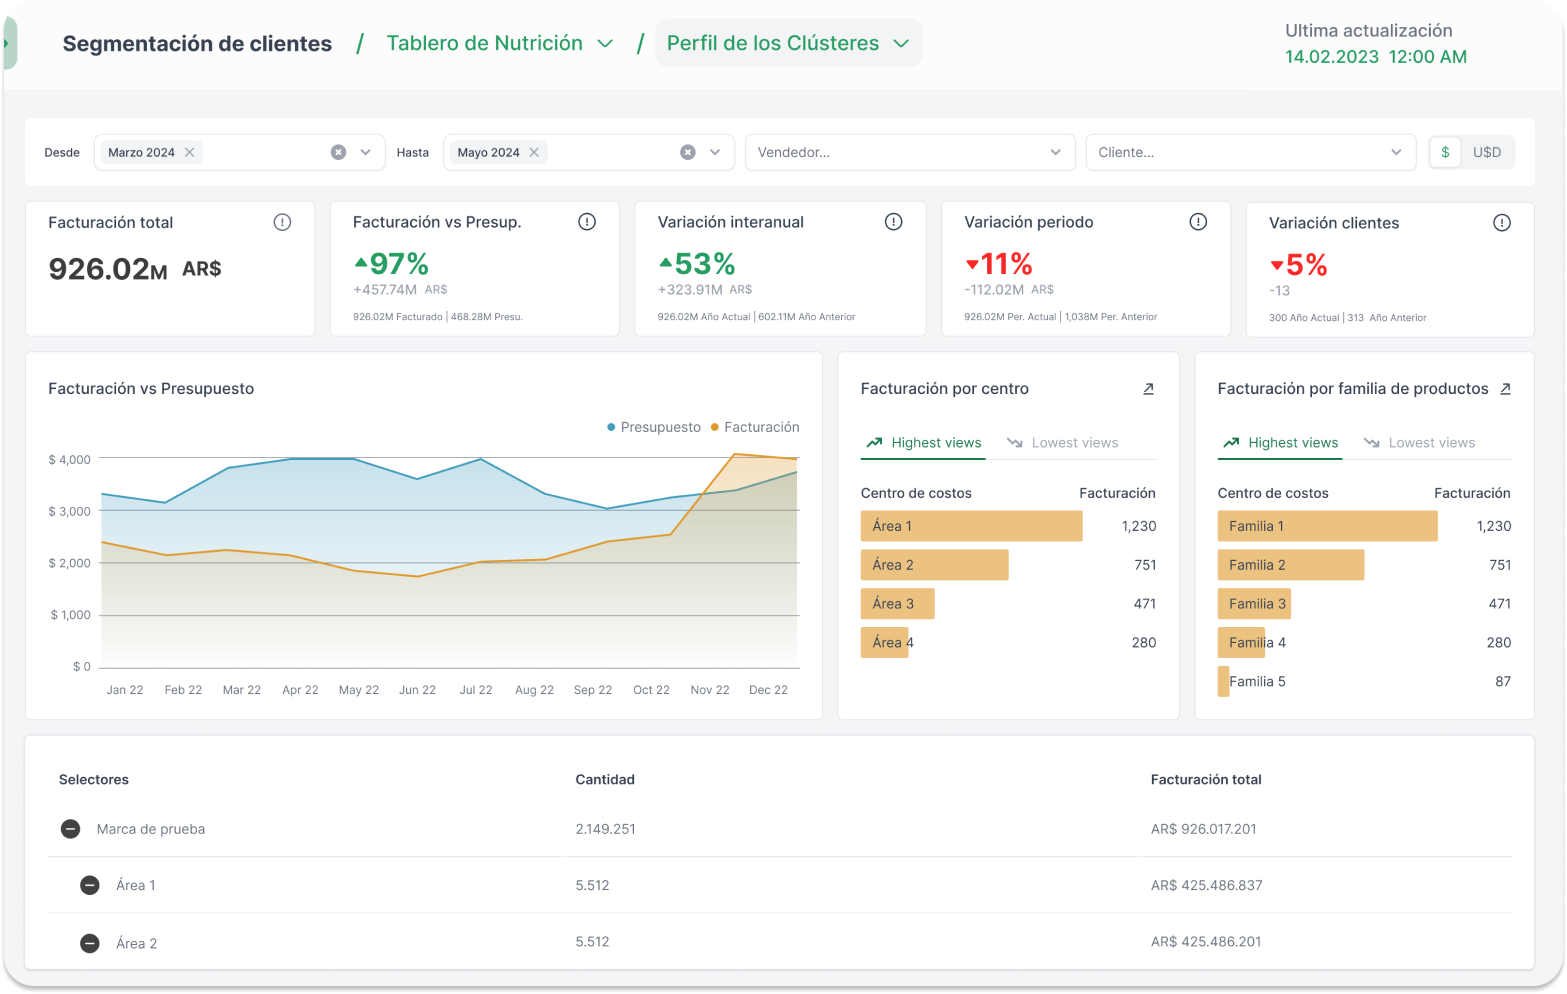 Segmentación de clientes / Tablero de Nutrición / Perfil de los Clústeres
Ultima actualización
14.02.2023 12:00 AM
Desde Marzo 2024 Hasta Mayo 2024 Vendedor... Cliente... $ U$D
Facturación total
926.02M AR$
Facturación vs Presup.
97%
+457.74M AR$
926.02M Facturado | 468.28M Presu.
Variación interanual
53%
+323.91M AR$
926.02M Año Actual | 602.11M Año Anterior
Variación periodo
11%
-112.02M AR$
926.02M Per. Actual | 1,038M Per. Anterior
Variación clientes
5%
-13
300 Año Actual | 313 Año Anterior
Facturación vs Presupuesto
Presupuesto Facturación
$ 4,000
$ 3,000
$ 2,000
$ 1,000
$ 0
Jan 22 Feb 22 Mar 22 Apr 22 May 22 Jun 22 Jul 22 Aug 22 Sep 22 Oct 22 Nov 22 Dec 22
Facturación por centro
Highest views Lowest views
Centro de costos Facturación
Área 1 1,230
Área 2 751
Área 3 471
Área 4 280
Facturación por familia de productos
Highest views Lowest views
Centro de costos Facturación
Familia 1 1,230
Familia 2 751
Familia 3 471
Familia 4 280
Familia 5 87
Selectores Cantidad Facturación total
Marca de prueba 2.149.251 AR$ 926.017.201
Área 1 5.512 AR$ 425.486.837
Área 2 5.512 AR$ 425.486.201